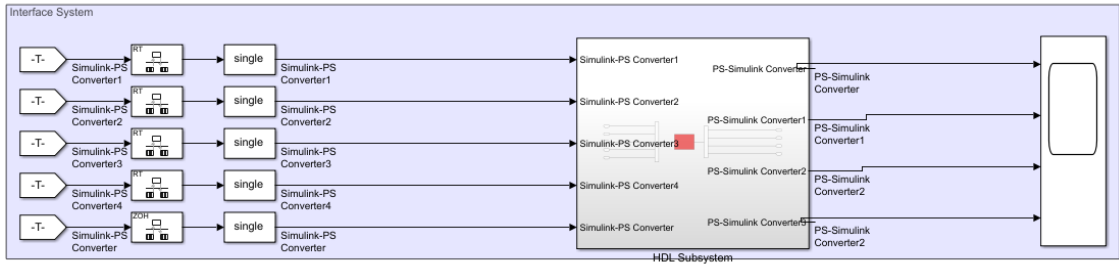 Interface System
-T-
RT
single
Simulink-PS
Converter1
Simulink-PS
Converter1
Simulink-PS Converter1
PS-Simulink Converter
PS-Simulink
Converter
-T-
RT
single
Simulink-PS
Converter2
Simulink-PS
Converter2
Simulink-PS Converter2
PS-Simulink Converter1
PS-Simulink
Converter1
-T-
RT
single
Simulink-PS
Converter3
Simulink-PS
Converter3
Simulink-PS Converter3
PS-Simulink Converter2
PS-Simulink
Converter2
-T-
RT
single
Simulink-PS
Converter4
Simulink-PS
Converter4
Simulink-PS Converter4
-T-
ZOH
single
Simulink-PS
Converter
Simulink-PS
Converter
Simulink-PS Converter
PS-Simulink Converter3
PS-Simulink
Converter2
HDL Subsystem